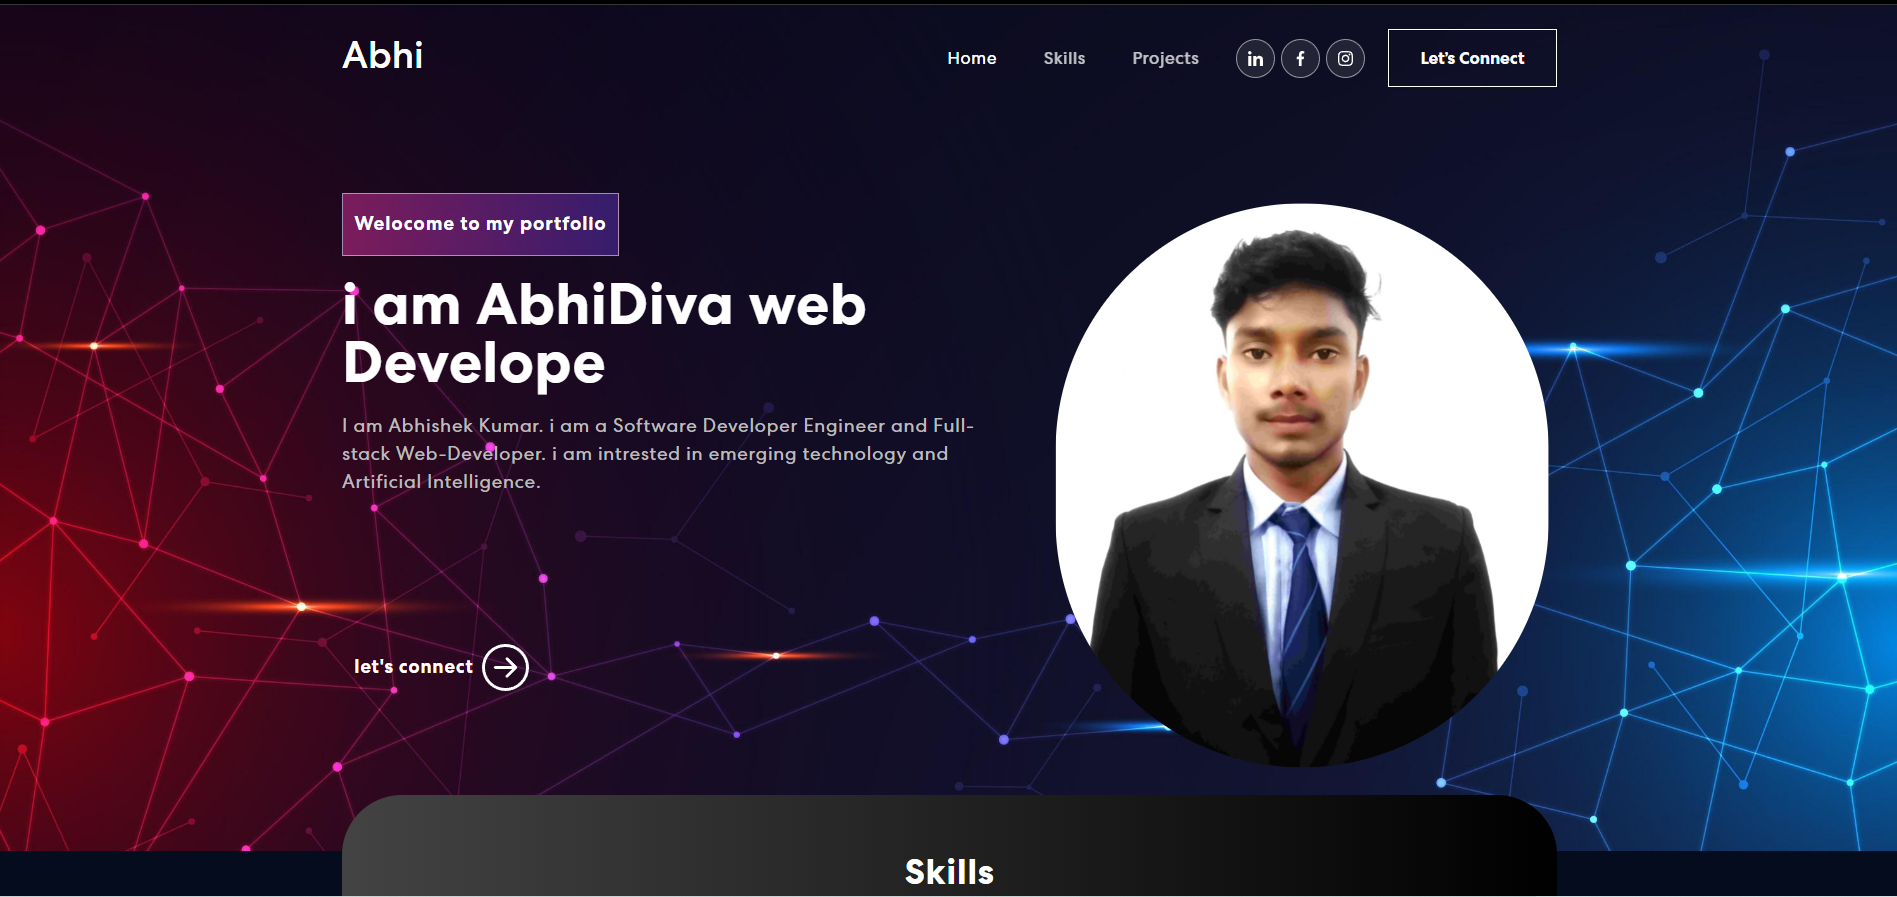 Abhi
Home Skills Projects Let's Connect
Welocome to my portfolio
i am AbhiDiva web
Develope
I am Abhishek Kumar. i am a Software Developer Engineer and Full-
stack Web-Developer. i am intrested in emerging technology and
Artificial Intelligence.
let's connect
Skills